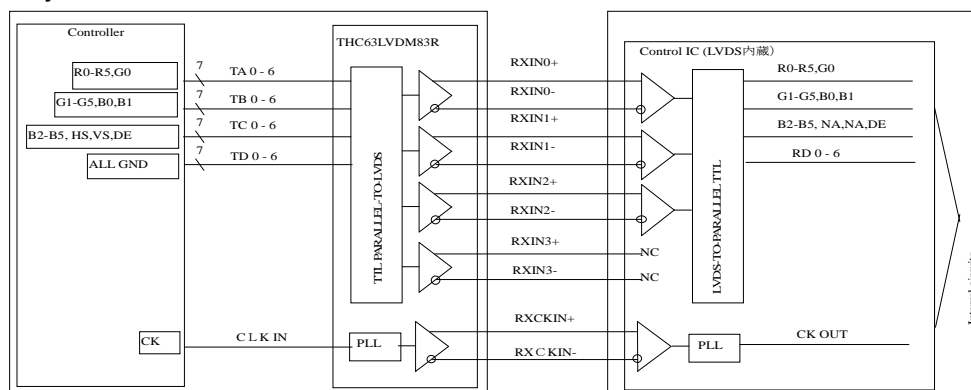 Controller
THC63LVDM83R
Control IC (LVDS内蔵)
R0-R5,G0
7
TA 0 - 6
RXIN0+
R0-R5,G0
G1-G5,B0,B1
7
TB 0 - 6
RXIN0-
G1-G5,B0,B1
B2-B5, HS,VS,DE
7
TC 0 - 6
RXIN1+
B2-B5, NA,NA,DE
ALL GND
7
TD 0 - 6
RXIN1-
RD 0 - 6
RXIN2+
RXIN2-
RXIN3+
NC
RXIN3-
NC
TTL PARALLEL-TO-LVDS
LVDS-TO-PARALLEL TTL
CK
C L K IN
PLL
RXCKIN+
RX C KIN-
PLL
CK OUT